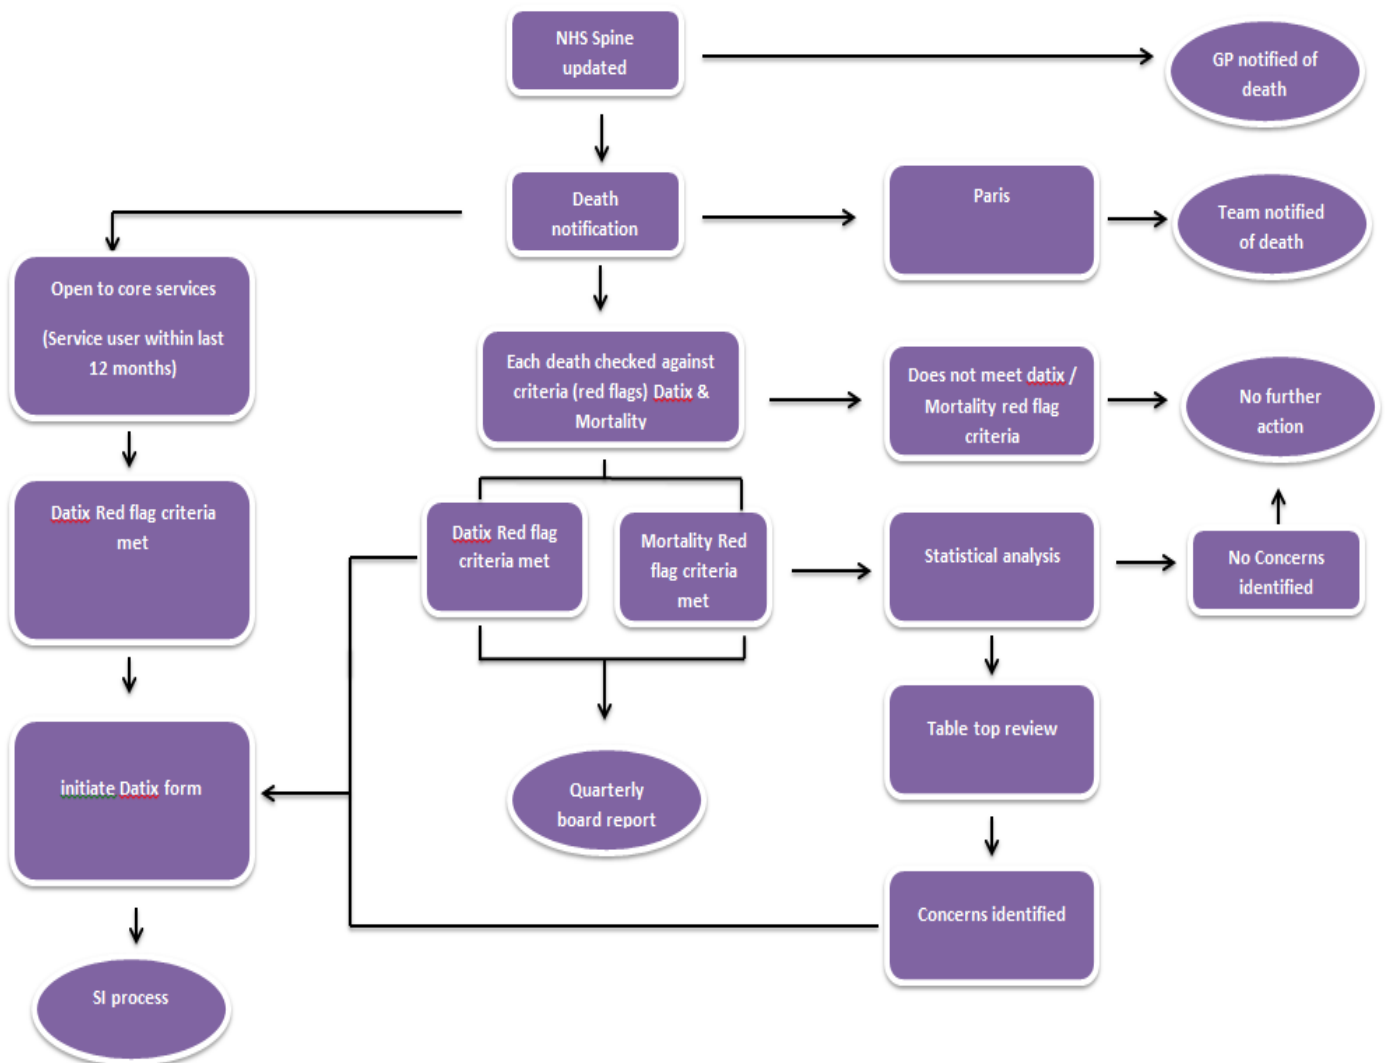 NHS Spine
updated
GP notified of
death
Death
notification
Paris
Team notified
of death
Open to core services
(Service user within last
12 months)
Each death checked against
criteria (red flags) Datix &
Mortality
Does not meet datix /
Mortality red flag
criteria
No further
action
Datix Red flag criteria
met
Datix Red flag
criteria met
Mortality Red
flag criteria
met
Statistical analysis
No Concerns
identified
Table top review
initiate Datix form
Quarterly
board report
Concerns identified
SI process